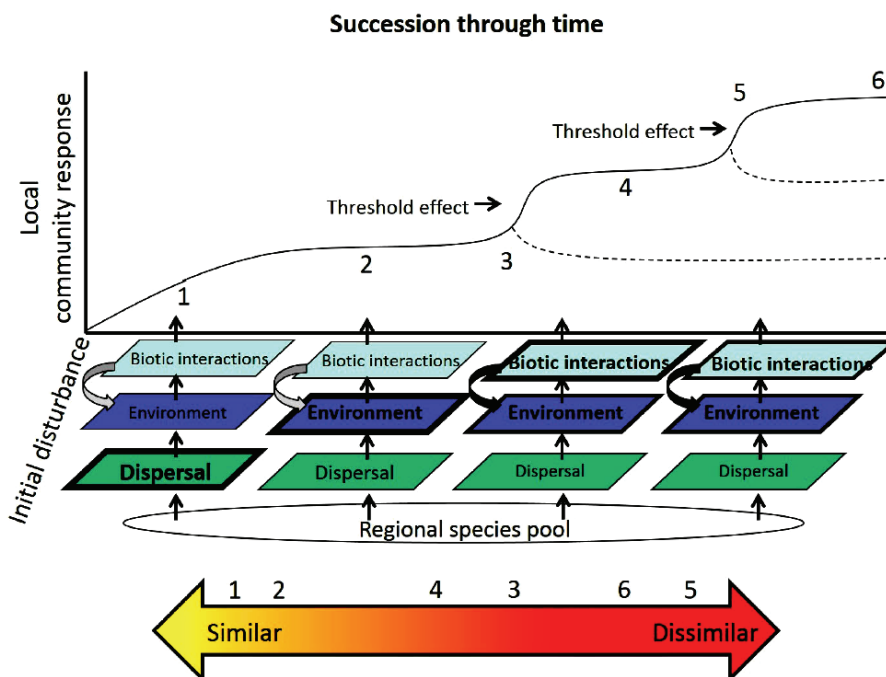 Succession through time
Local
community response
Threshold effect
Threshold effect
1
2
3
4
5
6
Initial disturbance
Biotic interactions
Biotic interactions
Biotic interactions
Biotic interactions
Environment
Environment
Environment
Environment
Dispersal
Dispersal
Dispersal
Dispersal
Regional species pool
1 2 4 3 6 5
Similar Dissimilar